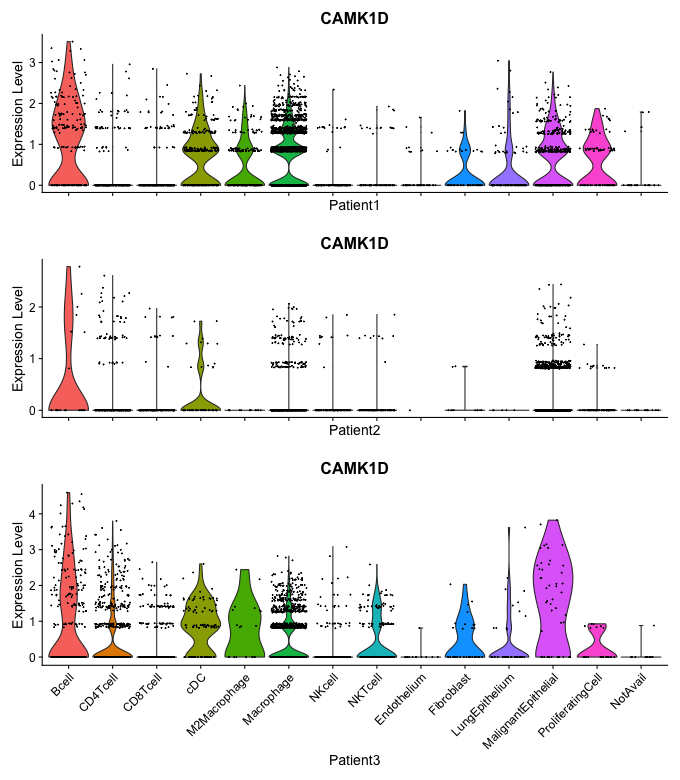 CAMK1D
Expression Level
3
2
1
0
Patient1
CAMK1D
Expression Level
2
1
0
Patient2
CAMK1D
Expression Level
4
3
2
1
0
Bcell
CD4Tcell
CD8Tcell
cDC
M2Macrophage
Macrophage
NKcell
NKTcell
Endothelium
Fibroblast
LungEpithelium
MalignantEpithelial
ProliferatingCell
NotAvail
Patient3